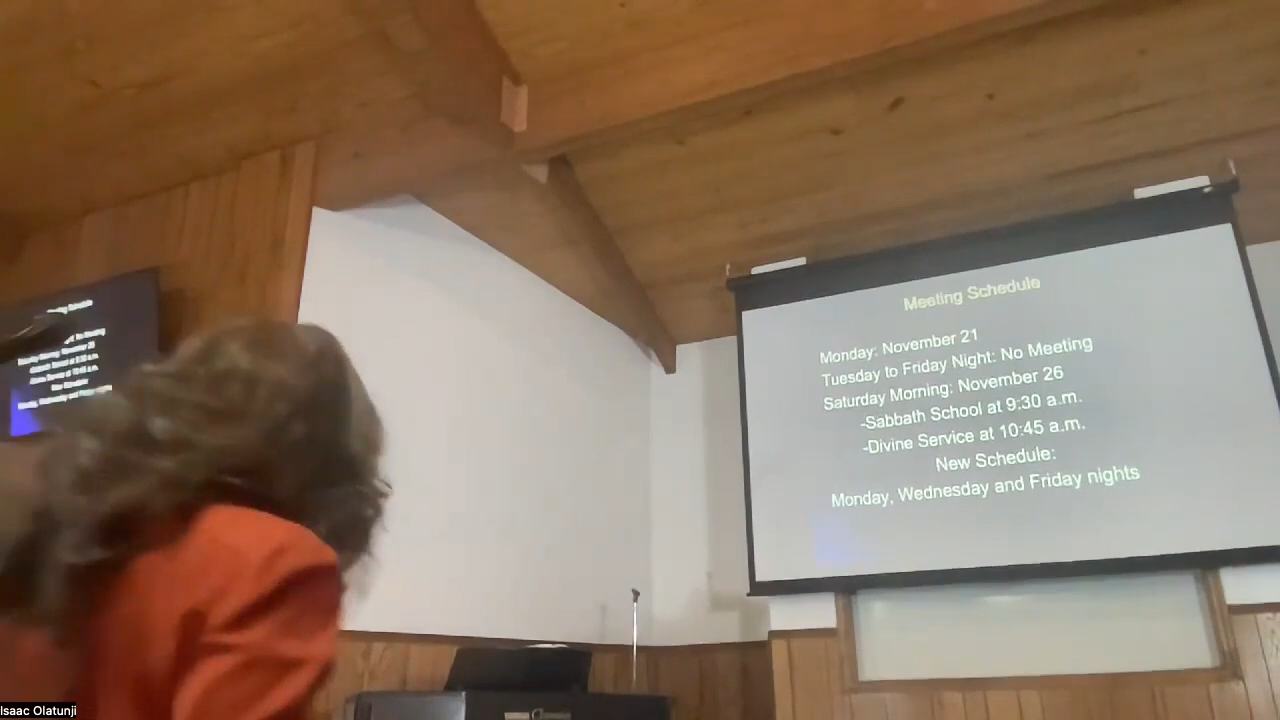 Meeting Schedule
Monday: November 21
Tuesday to Friday Night: No Meeting
Saturday Morning: November 26
-Sabbath School at 9:30 a.m.
-Divine Service at 10:45 a.m.
New Schedule:
Monday, Wednesday and Friday nights
Isaac Olatunji